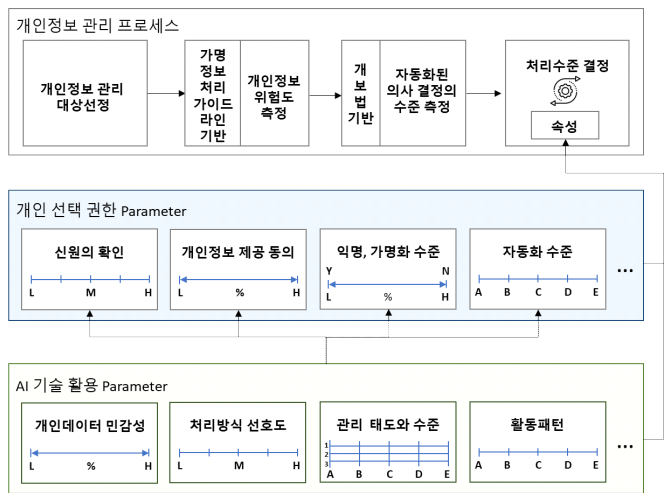 개인정보 관리 프로세스
개인정보 관리
대상선정
가명
정보
처리
가이드
라인
기반
개인정보
위험도
측정
개
보
법
기반
자동화된
의사 결정의
수준 측정
처리수준 결정
속성
개인 선택 권한 Parameter
신원의 확인
L M H
개인정보 제공 동의
L % H
익명, 가명화 수준
Y N
L % H
자동화 수준
A B C D E
...
AI 기술 활용 Parameter
개인데이터 민감성
L % H
처리방식 선호도
L M H
관리 태도와 수준
1
2
3
A B C D E
활동패턴
A B C D E
...